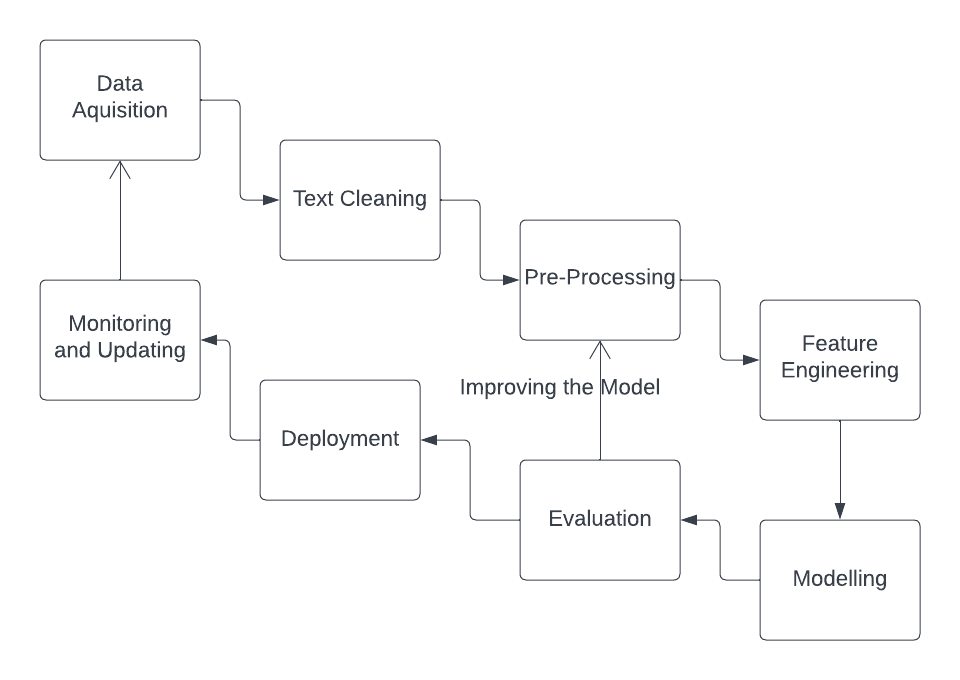 Data
Aquisition
Text Cleaning
Pre-Processing
Feature
Engineering
Monitoring
and Updating
Improving the Model
Deployment
Evaluation
Modelling